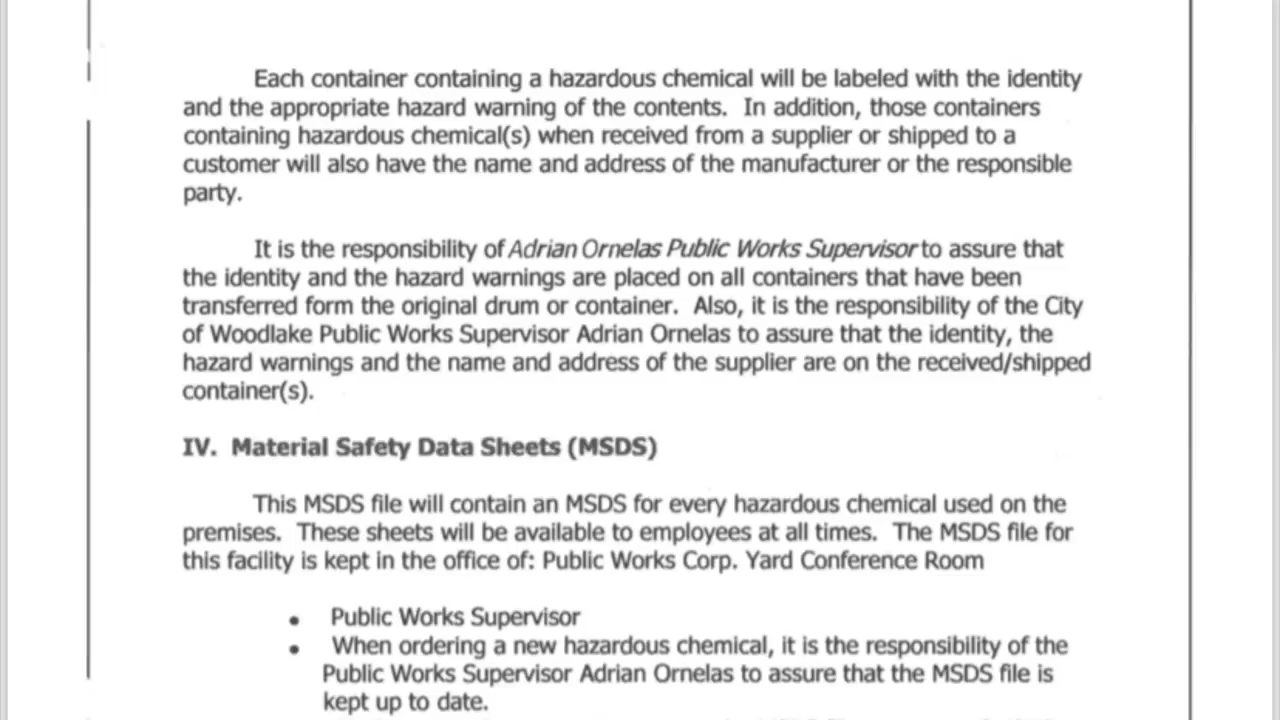 Each container containing a hazardous chemical will be labeled with the identity
and the appropriate hazard warning of the contents.  In addition, those containers
containing hazardous chemical(s) when received from a supplier or shipped to a
customer will also have the name and address of the manufacturer or the responsible
party.
It is the responsibility of Adrian Ornelas Public Works Supervisor to assure that
the identity and the hazard warnings are placed on all containers that have been
transferred form the original drum or container.  Also, it is the responsibility of the City
of Woodlake Public Works Supervisor Adrian Ornelas to assure that the identity, the
hazard warnings and the name and address of the supplier are on the received/shipped
container(s).
IV.  Material Safety Data Sheets (MSDS)
This MSDS file will contain an MSDS for every hazardous chemical used on the
premises.  These sheets will be available to employees at all times.  The MSDS file for
this facility is kept in the office of: Public Works Corp. Yard Conference Room
• Public Works Supervisor
• When ordering a new hazardous chemical, it is the responsibility of the
Public Works Supervisor Adrian Ornelas to assure that the MSDS file is
kept up to date.